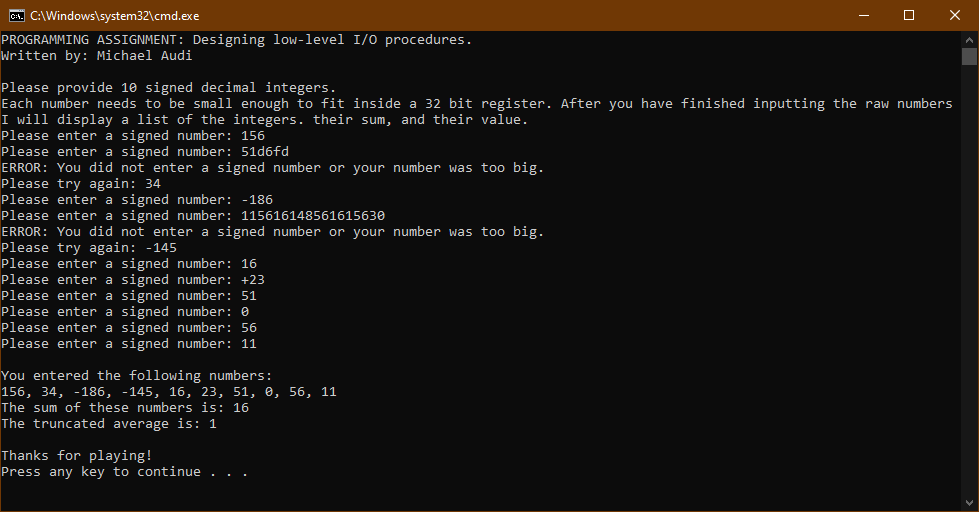 C:\Windows\system32\cmd.exe
PROGRAMMING ASSIGNMENT: Designing low-level I/O procedures.
Written by: Michael Audi
Please provide 10 signed decimal integers.
Each number needs to be small enough to fit inside a 32 bit register. After you have finished inputting the raw numbers
I will display a list of the integers. their sum, and their value.
Please enter a signed number: 156
Please enter a signed number: 51d6fd
ERROR: You did not enter a signed number or your number was too big.
Please try again: 34
Please enter a signed number: -186
Please enter a signed number: 115616148561615630
ERROR: You did not enter a signed number or your number was too big.
Please try again: -145
Please enter a signed number: 16
Please enter a signed number: +23
Please enter a signed number: 51
Please enter a signed number: 0
Please enter a signed number: 56
Please enter a signed number: 11
You entered the following numbers:
156, 34, -186, -145, 16, 23, 51, 0, 56, 11
The sum of these numbers is: 16
The truncated average is: 1
Thanks for playing!
Press any key to continue . . .